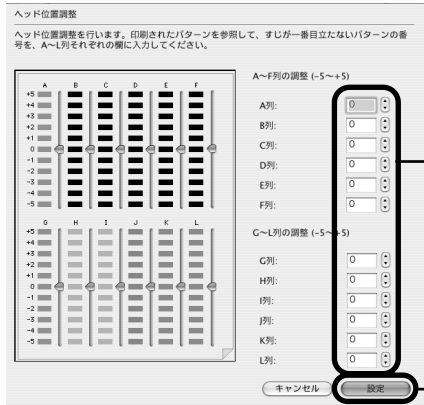 ヘッド位置調整
ヘッド位置調整を行います。印刷されたパターンを参照して、すじが一番目立たないパターンの番
号を、A～L列それぞれの欄に入力してください。
A B C D E F
+5
+4
+3
+2
+1
0
-1
-2
-3
-4
-5
G H I J K L
+5
+4
+3
+2
+1
0
-1
-2
-3
-4
-5
A～F列の調整 (-5～+5)
A列: 0
B列: 0
C列: 0
D列: 0
E列: 0
F列: 0
G～L列の調整 (-5～+5)
G列: 0
H列: 0
I列: 0
J列: 0
K列: 0
L列: 0
キャンセル 設定